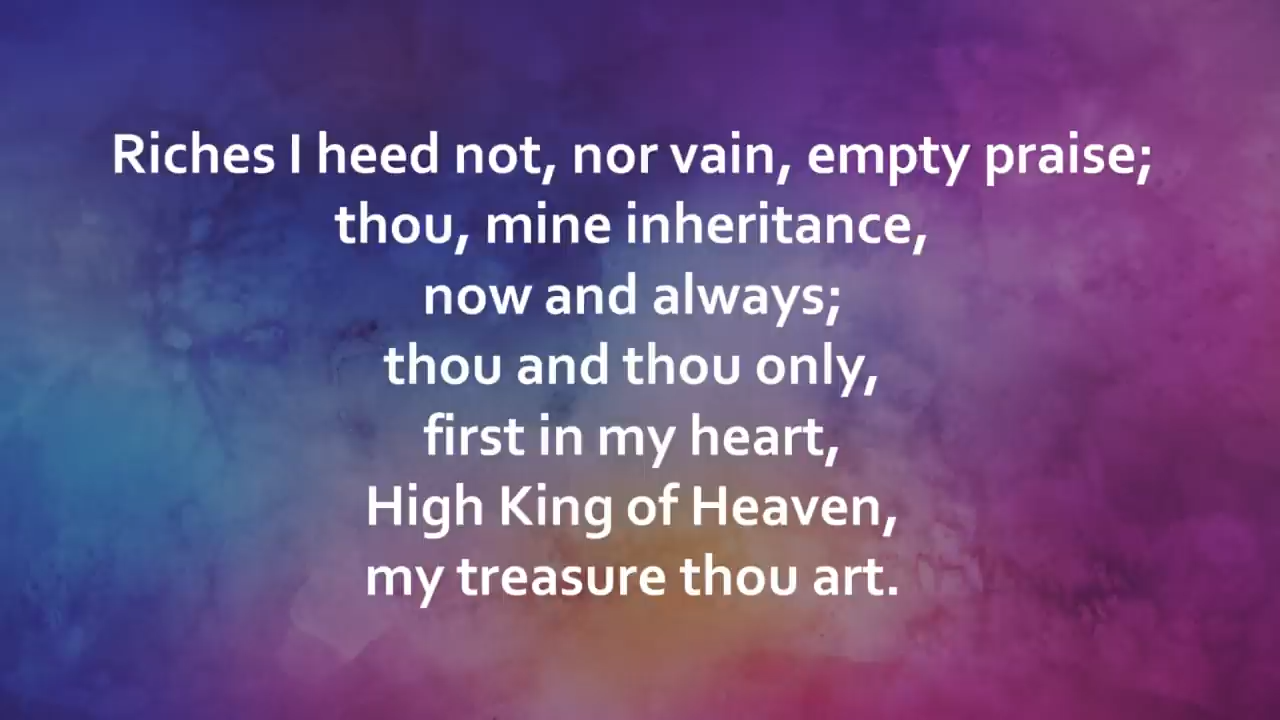 Riches I heed not, nor vain, empty praise;
thou, mine inheritance,
now and always;
thou and thou only,
first in my heart,
High King of Heaven,
my treasure thou art.